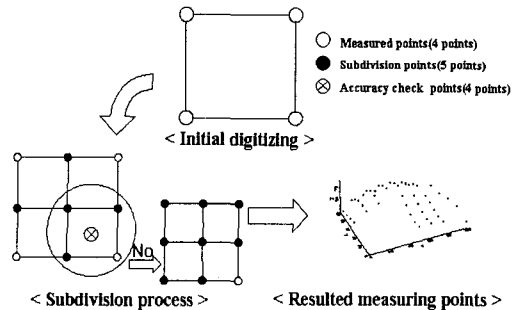 Measured points(4 points)
Subdivision points(5 points)
Accuracy check points(4 points)
< Initial digitizing >
No
< Subdivision process >
< Resulted measuring points >